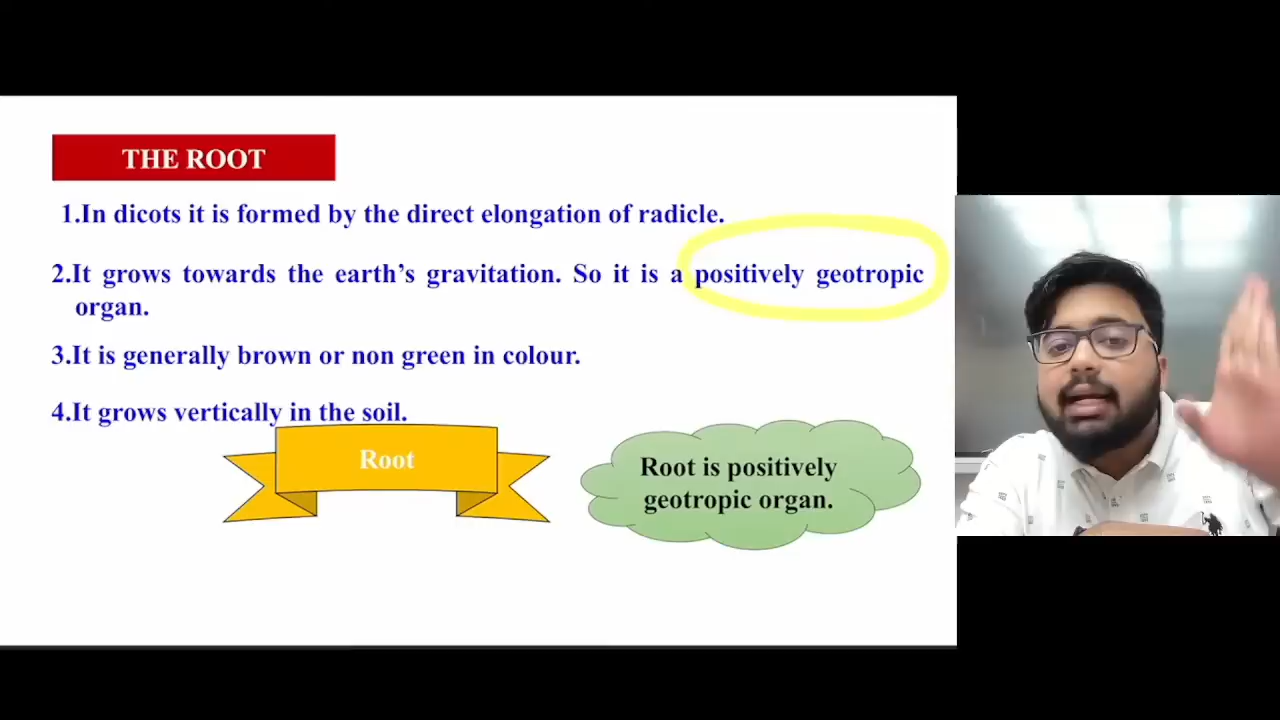 THE ROOT
1.In dicots it is formed by the direct elongation of radicle.
2.It grows towards the earth’s gravitation. So it is a positively geotropic
organ.
3.It is generally brown or non green in colour.
4.It grows vertically in the soil.
Root
Root is positively
geotropic organ.